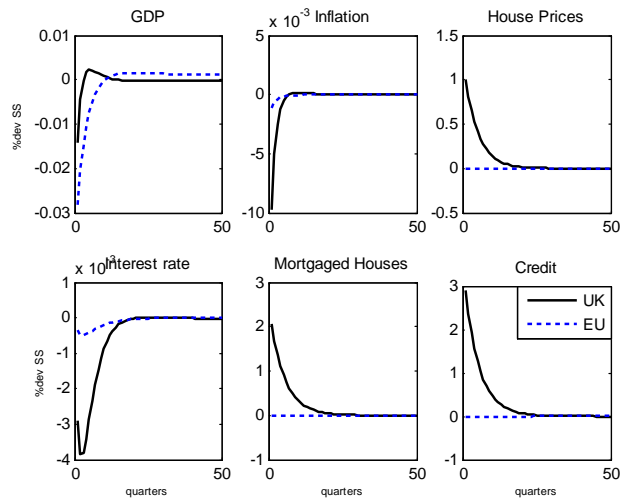 GDP
Inflation
House Prices
x 10-3
%dev SS
0.01
0
-0.01
-0.02
-0.03
0
50
5
0
-5
-10
0
50
1.5
1
0.5
0
-0.5
0
50
Interest rate
Mortgaged Houses
Credit
x 10-3
%dev SS
1
0
-1
-2
-3
-4
0
50
quarters
3
2
1
0
-1
0
50
quarters
3
2
1
0
-1
0
50
quarters
UK
EU